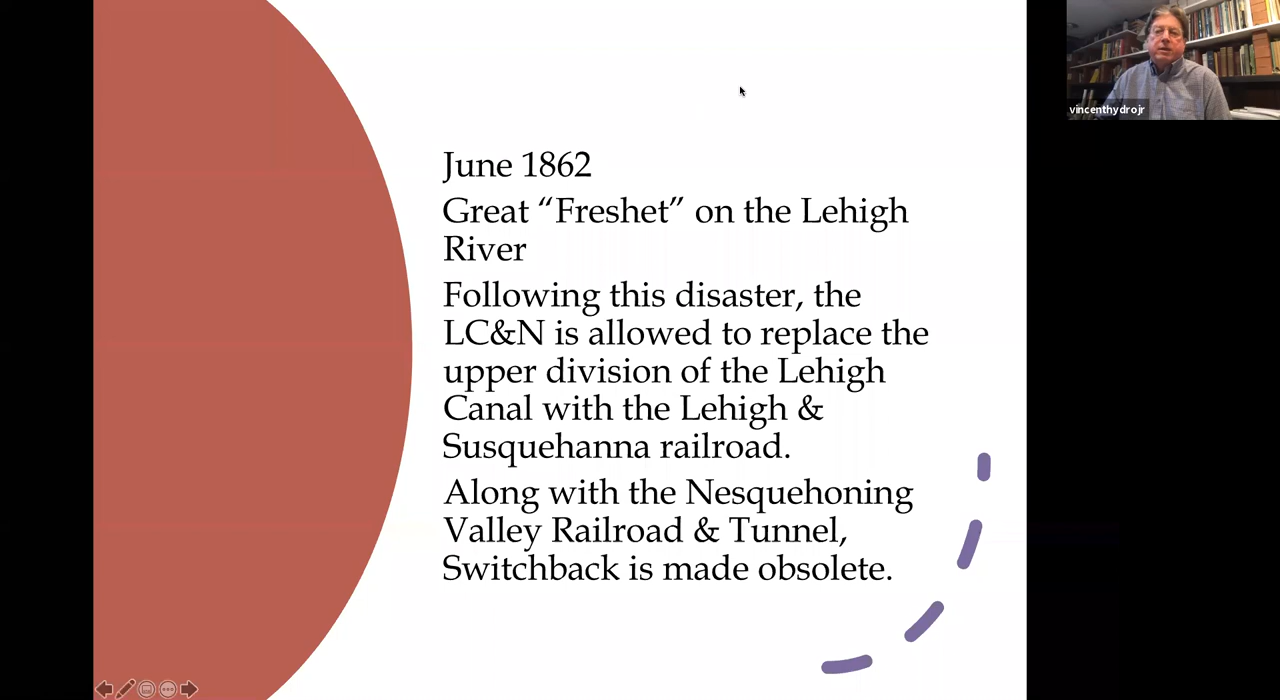 vincenthydrojr
June 1862
Great “Freshet” on the Lehigh
River
Following this disaster, the
LC&N is allowed to replace the
upper division of the Lehigh
Canal with the Lehigh &
Susquehanna railroad.
Along with the Nesquehoning
Valley Railroad & Tunnel,
Switchback is made obsolete.